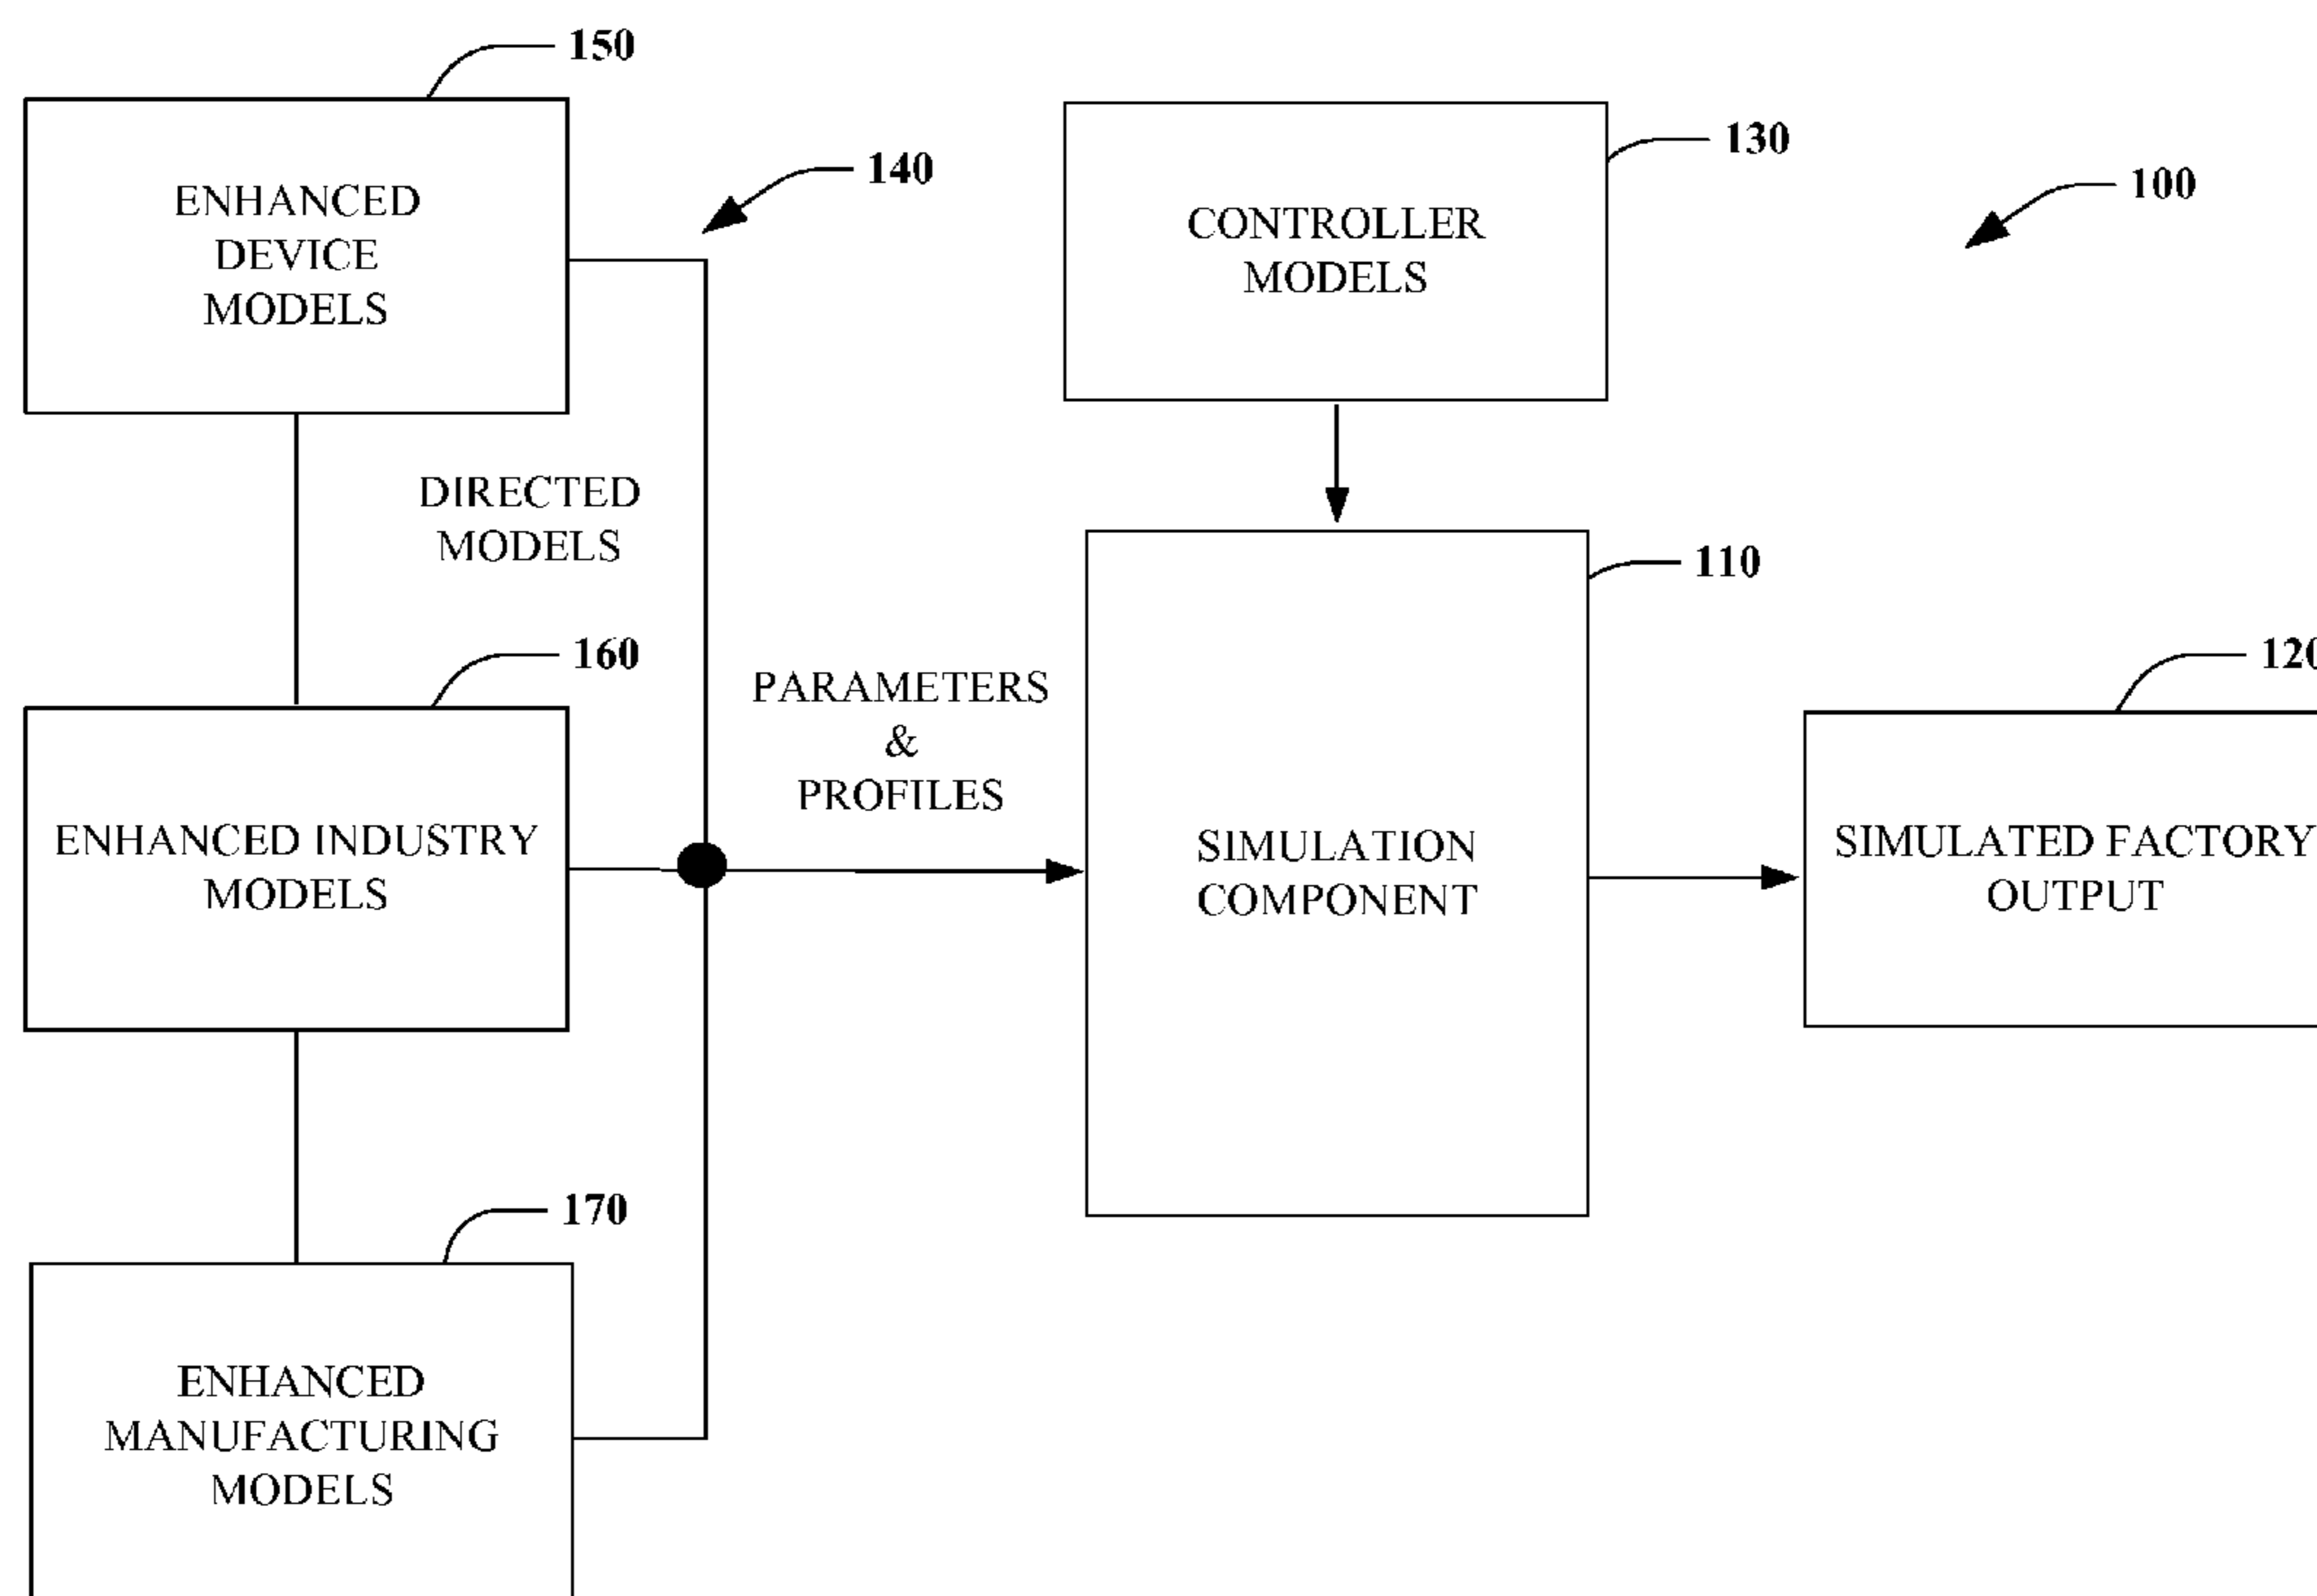 150
ENHANCED
DEVICE
MODELS
140
CONTROLLER
MODELS
130
100
DIRECTED
MODELS
160
PARAMETERS
&
PROFILES
110
120
ENHANCED INDUSTRY
MODELS
SIMULATION
COMPONENT
SIMULATED FACTORY
OUTPUT
170
ENHANCED
MANUFACTURING
MODELS